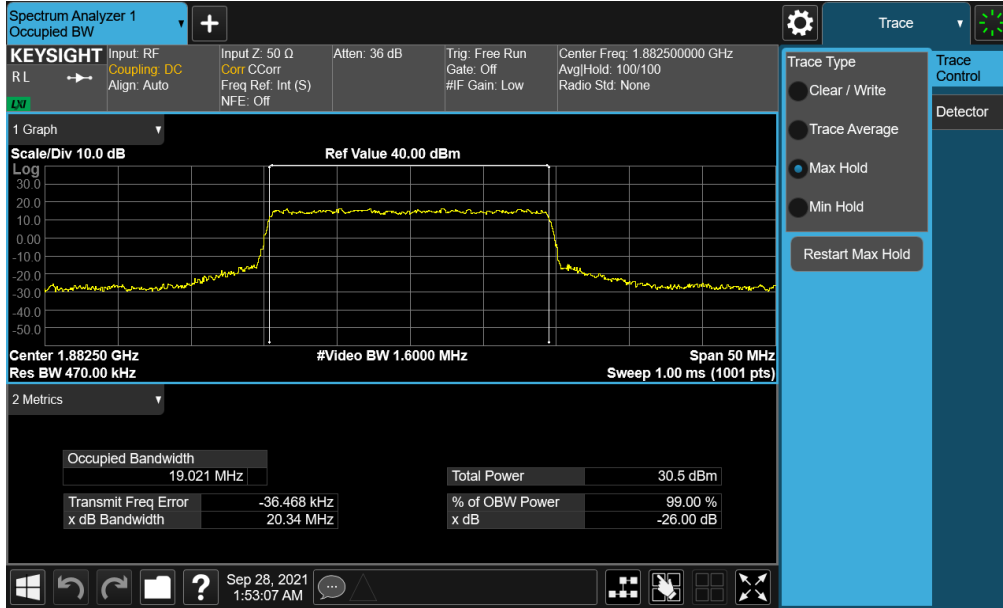 Spectrum Analyzer 1
Occupied BW
Trace
KEYSIGHT
R L
LXI
Input: RF
Coupling: DC
Align: Auto
Input Z: 50 Ω
Corr CCorr
Freq Ref: Int (S)
NFE: Off
Atten: 36 dB
Trig: Free Run
Gate: Off
#IF Gain: Low
Center Freq: 1.882500000 GHz
Avg|Hold: 100/100
Radio Std: None
Trace Type
Clear / Write
Trace Average
Max Hold
Min Hold
Restart Max Hold
Trace
Control
Detector
1 Graph
Scale/Div 10.0 dB
Ref Value 40.00 dBm
Log
30.0
20.0
10.0
0.00
-10.0
-20.0
-30.0
-40.0
-50.0
Center 1.88250 GHz
#Video BW 1.6000 MHz
Span 50 MHz
Res BW 470.00 kHz
Sweep 1.00 ms (1001 pts)
2 Metrics
Occupied Bandwidth
19.021 MHz
Total Power 30.5 dBm
Transmit Freq Error -36.468 kHz
% of OBW Power 99.00 %
x dB Bandwidth 20.34 MHz
x dB -26.00 dB
?
Sep 28, 2021
1:53:07 AM